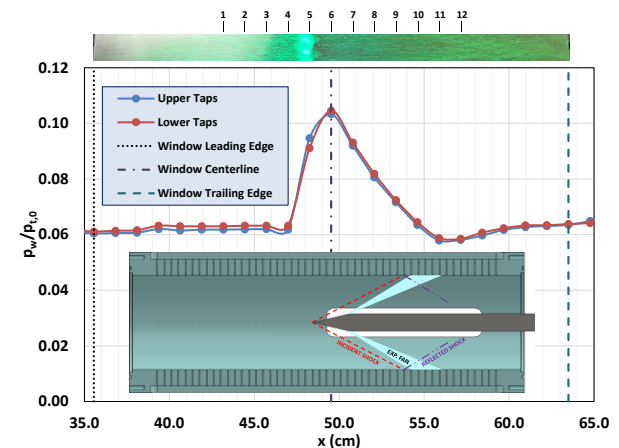 1 2 3 4 5 6 7 8 9 10 11 12
0.12
0.10
0.08
0.06
0.04
0.02
0.00
p_w/p_t,0
Upper Taps
Lower Taps
Window Leading Edge
Window Centerline
Window Trailing Edge
INCIDENT SHOCK
EXP. FAN
REFLECTED SHOCK
35.0 40.0 45.0 50.0 55.0 60.0 65.0
x (cm)